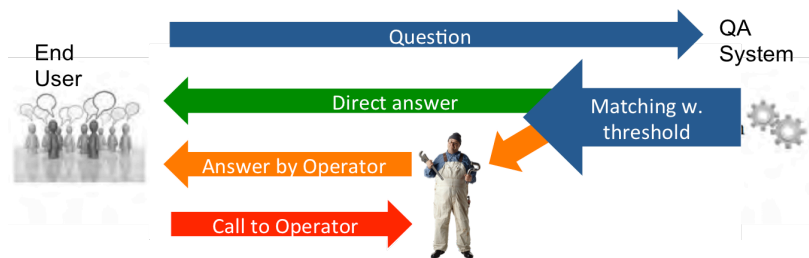 End
User
Question
QA
System
Direct answer
Matching w.
threshold
Answer by Operator
Call to Operator